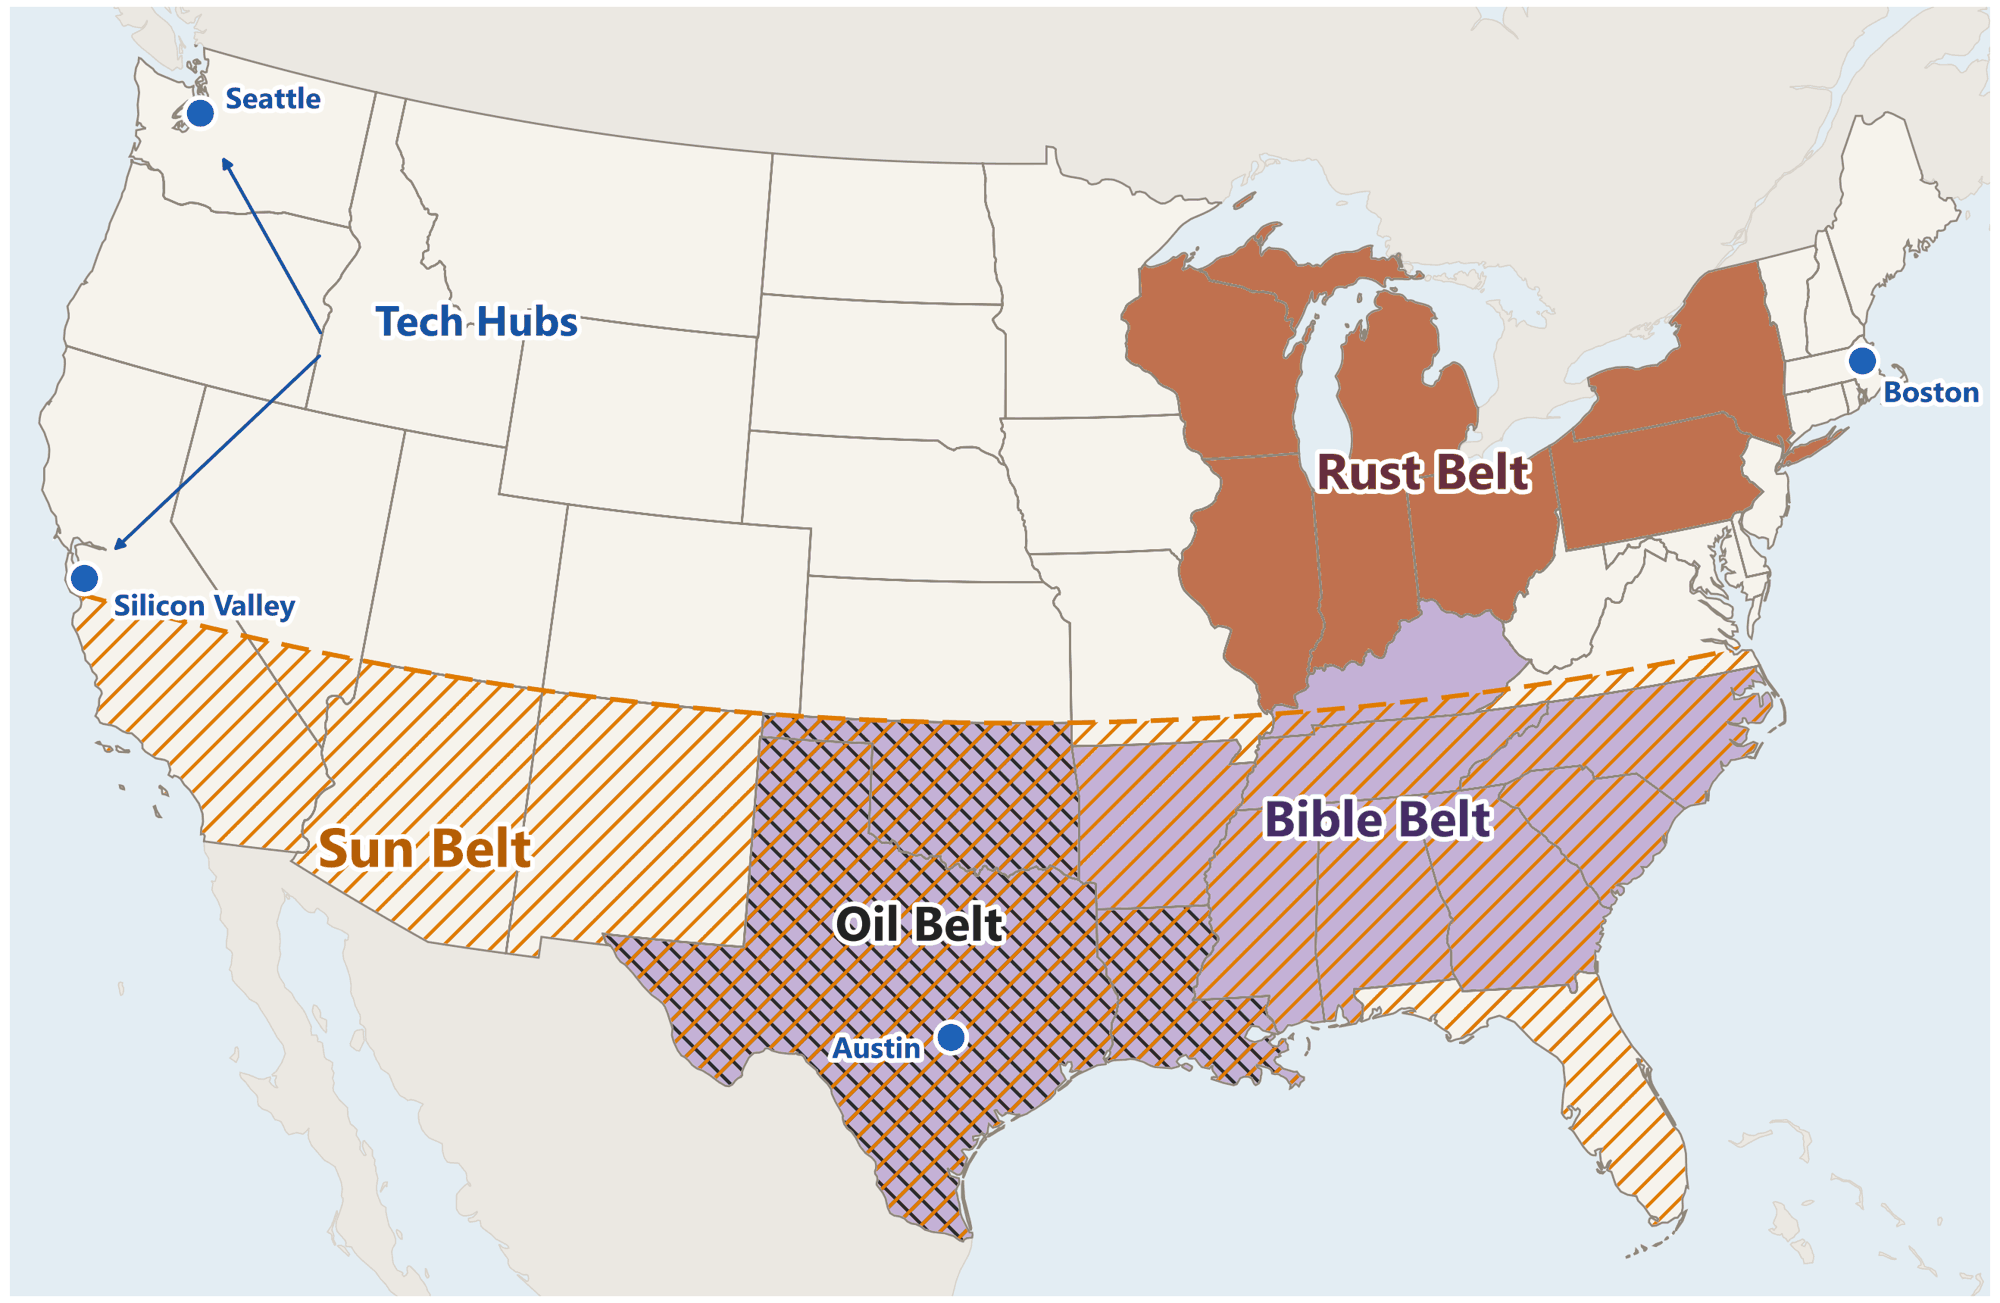 Seattle
Tech Hubs
Boston
Rust Belt
Silicon Valley
Bible Belt
Sun Belt
Oil Belt
Austin